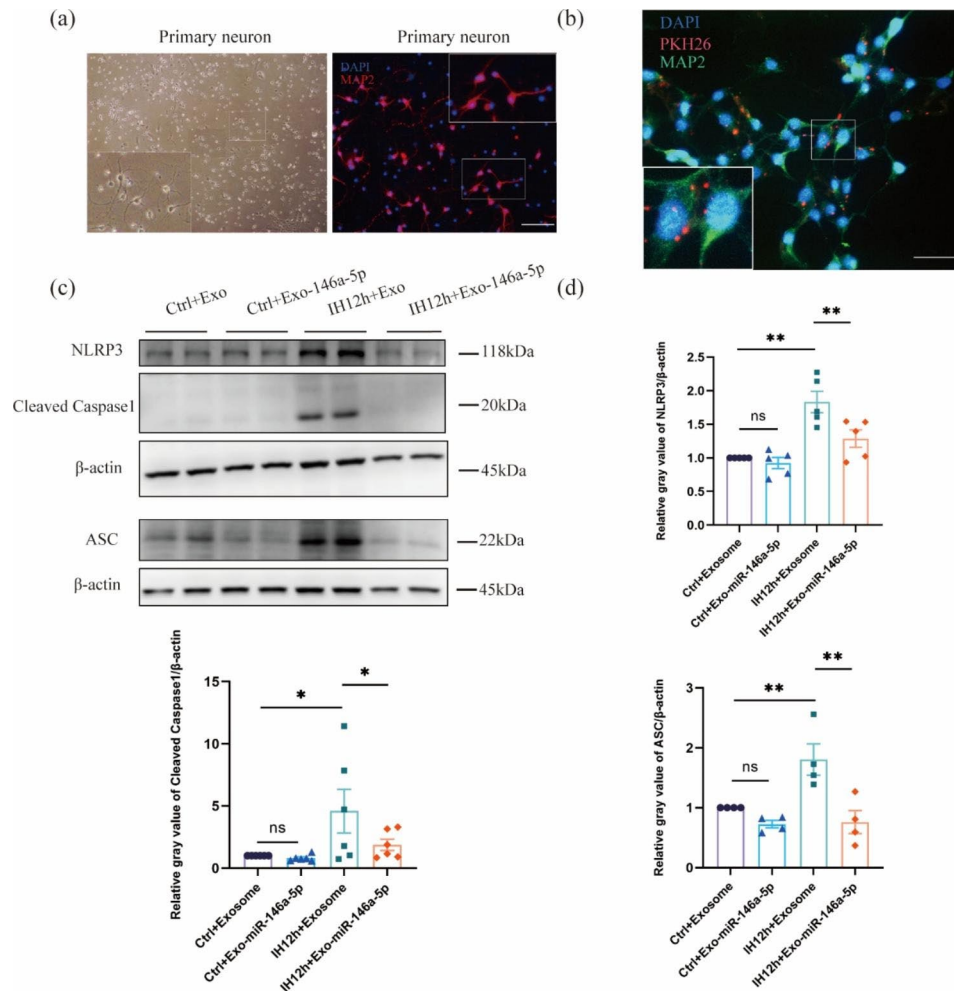 (a)
Primary neuron
Primary neuron
DAPI
MAP2
(b)
DAPI
PKH26
MAP2
(c)
Ctrl+Exo
Ctrl+Exo-146a-5p
IH12h+Exo
IH12h+Exo-146a-5p
NLRP3
118kDa
Cleaved Caspase1
20kDa
β-actin
45kDa
ASC
22kDa
β-actin
45kDa
Relative gray value of Cleaved Caspase1/β-actin
15
10
5
0
ns
*
*
Ctrl+Exosome
Ctrl+Exo-miR-146a-5p
IH12h+Exosome
IH12h+Exo-miR-146a-5p
(d)
Relative gray value of NLRP3/β-actin
2.5
2.0
1.5
1.0
0.5
0.0
ns
**
**
Ctrl+Exosome
Ctrl+Exo-miR-146a-5p
IH12h+Exosome
IH12h+Exo-miR-146a-5p
Relative gray value of ASC/β-actin
3
2
1
0
ns
**
**
Ctrl+Exosome
Ctrl+Exo-miR-146a-5p
IH12h+Exosome
IH12h+Exo-miR-146a-5p